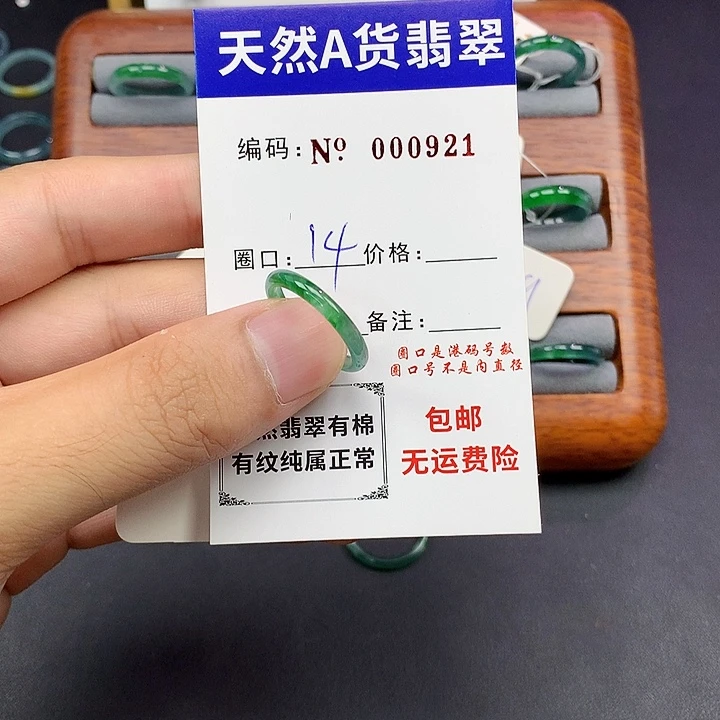 天然A货翡翠
编码：Nº 000921
圈口：14 价格：
备注：
圈口是港码号数
圈口号不是内直径
然翡翠有棉
有纹纯属正常
包邮
无运费险